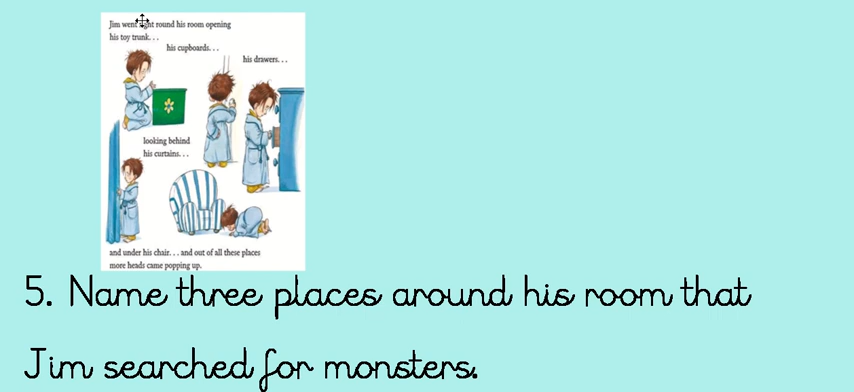 Jim went right round his room opening
his toy trunk. . .
his cupboards. . .
his drawers. . .
looking behind
his curtains. . .
and under his chair. . . and out of all these places
more heads came popping up.
5. Name three places around his room that
Jim searched for monsters.